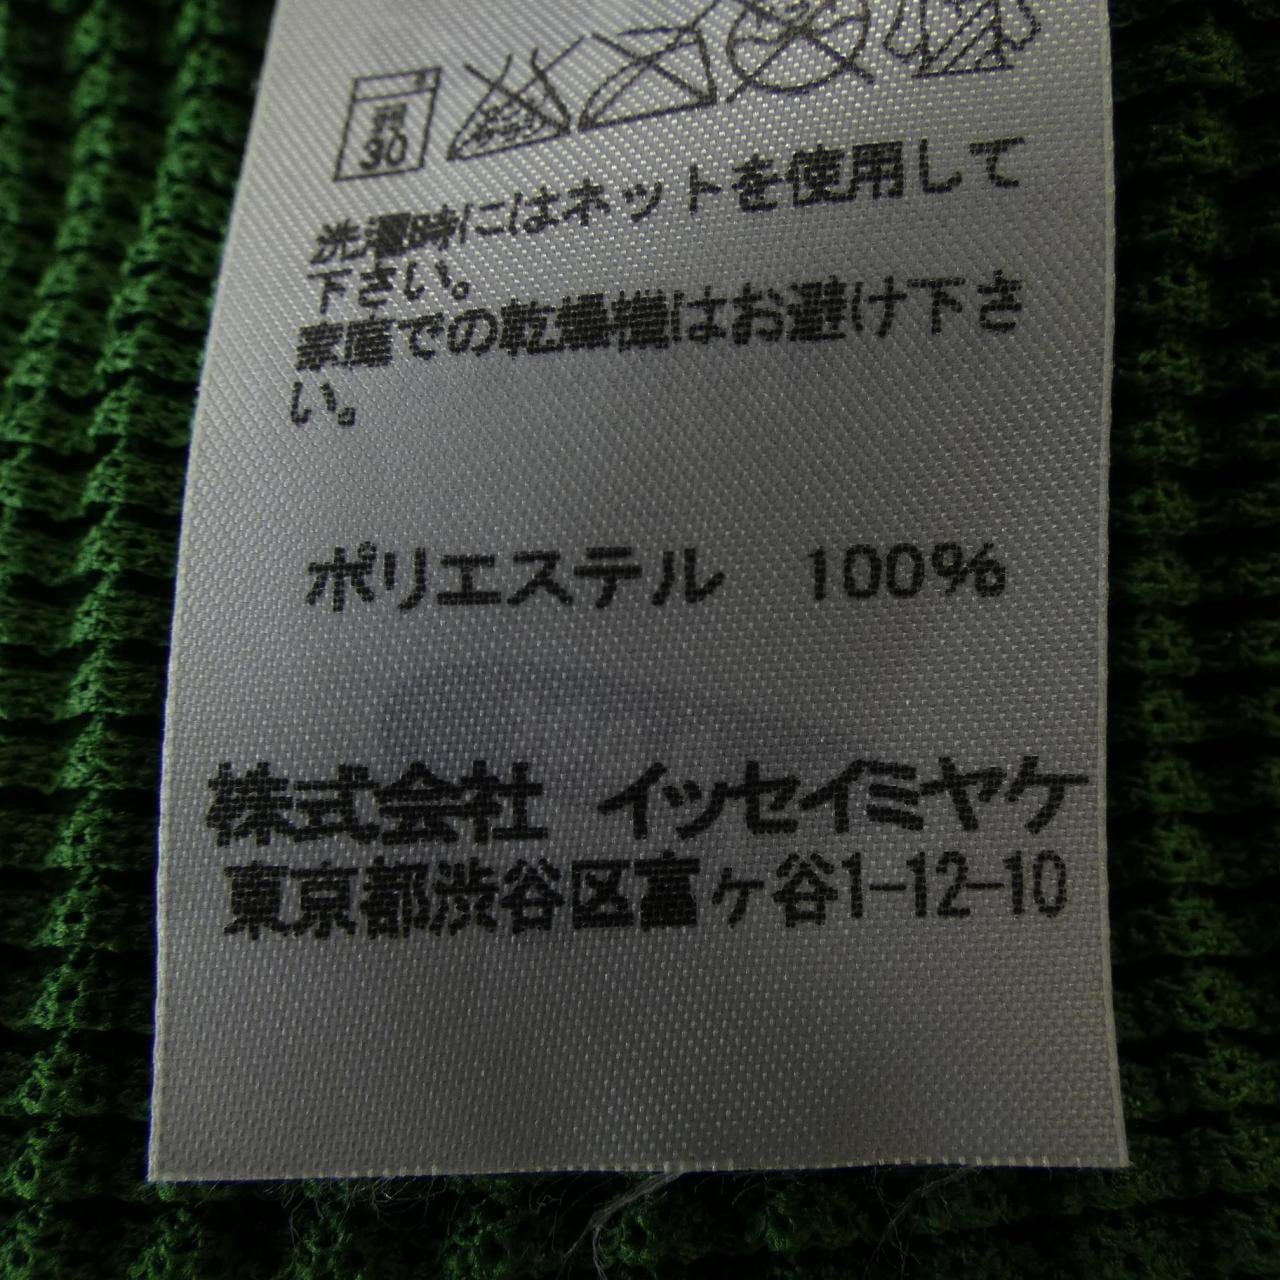 弱
30
洗濯時にはネットを使用して
下さい。
家庭での乾燥機はお避け下さ
い。
ポリエステル 100%
株式会社 イッセイミヤケ
東京都渋谷区富ヶ谷1-12-10